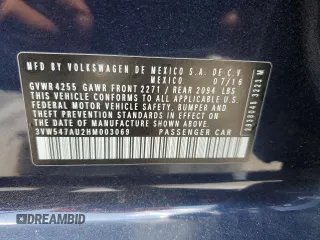 MFD BY VOLKSWAGEN DE MEXICO S.A. DE C.V.
MEXICO 07/16
GVWR 4255 GAWR FRONT 2271 / REAR 2094 LBS
THIS VEHICLE CONFORMS TO ALL APPLICABLE U.S.
FEDERAL MOTOR VEHICLE SAFETY, BUMPER AND THEFT
PREVENTION STANDARDS IN EFFECT ON THE DATE OF
MANUFACTURE SHOWN ABOVE.
3VW547AU2HM003069 PASSENGER CAR
DREAMBID